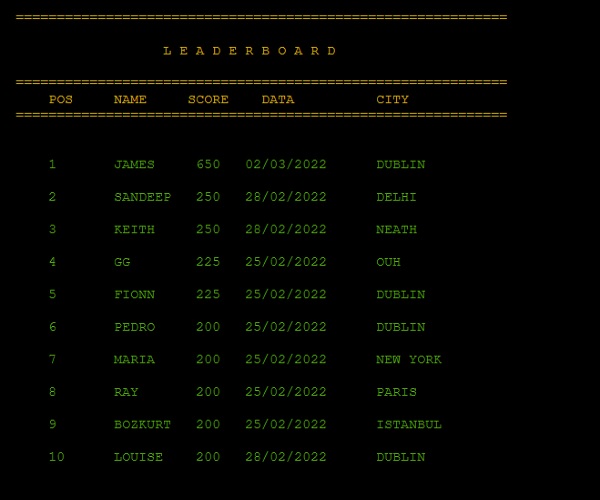 ============================================================
L E A D E R B O A R D
============================================================
POS NAME SCORE DATA CITY
============================================================
1 JAMES 650 02/03/2022 DUBLIN
2 SANDEEP 250 28/02/2022 DELHI
3 KEITH 250 28/02/2022 NEATH
4 GG 225 25/02/2022 OUH
5 FIONN 225 25/02/2022 DUBLIN
6 PEDRO 200 25/02/2022 DUBLIN
7 MARIA 200 25/02/2022 NEW YORK
8 RAY 200 25/02/2022 PARIS
9 BOZKURT 200 25/02/2022 ISTANBUL
10 LOUISE 200 28/02/2022 DUBLIN